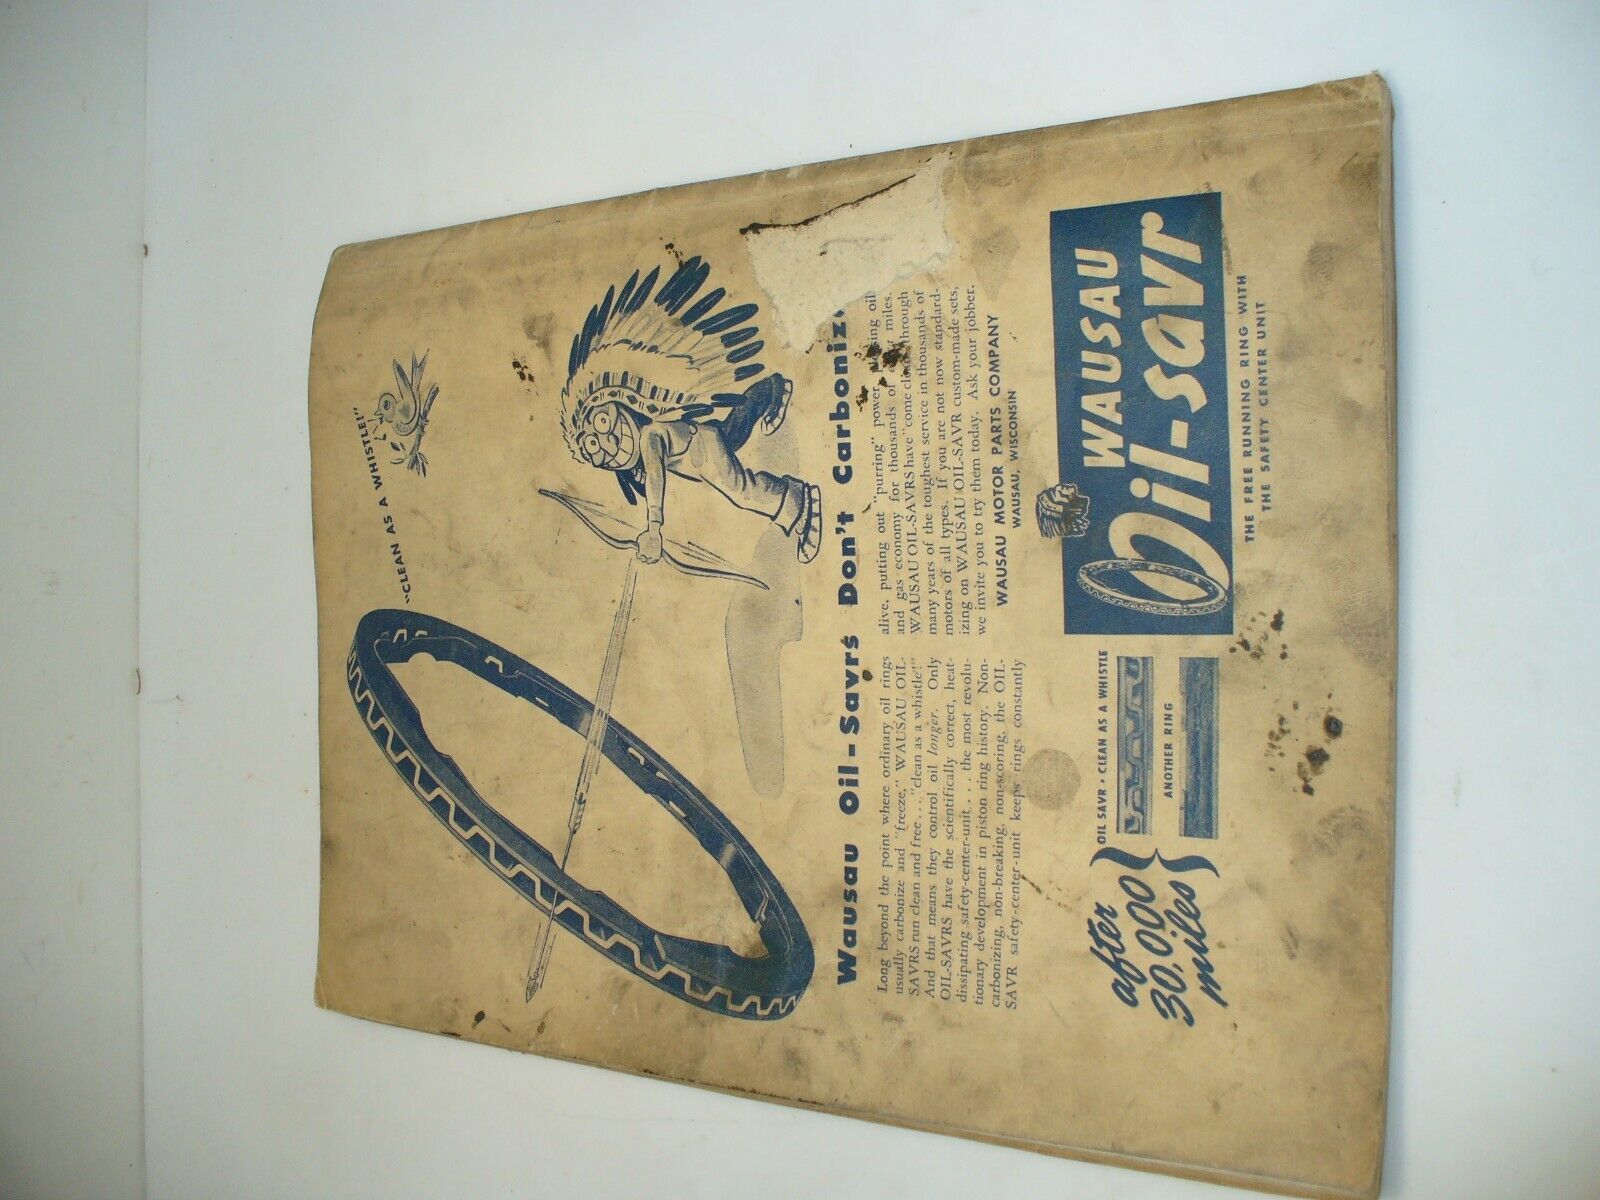 "CLEAN AS A WHISTLE!"
Wausau Oil-Savrs Don't Carboniz
Long beyond the point where ordinary oil rings
usually carbonize and "freeze," WAUSAU OIL-
SAVRS run clean and free... "clean as a whistle!"
And that means they control oil longer. Only
OIL-SAVRS have the scientifically correct, heat-
dissipating safety-center-unit.... the most revolu-
tionary development in piston ring history. Non-
carbonizing, non-breaking, non-scoring, the OIL-
SAVR safety-center-unit keeps rings constantly
alive, putting out "purring" power, oil
and gas economy for thousands of miles.
WAUSAU OIL-SAVRS have "come clean" through
many years of the toughest service in thousands of
motors of all types. If you are not now standard-
izing on WAUSAU OIL-SAVR custom-made sets,
we invite you to try them today. Ask your jobber.
WAUSAU MOTOR PARTS COMPANY
WAUSAU, WISCONSIN
after
30,000
miles
OIL SAVR • CLEAN AS A WHISTLE
ANOTHER RING
WAUSAU
Oil-savr
THE FREE RUNNING RING WITH
THE SAFETY CENTER UNIT